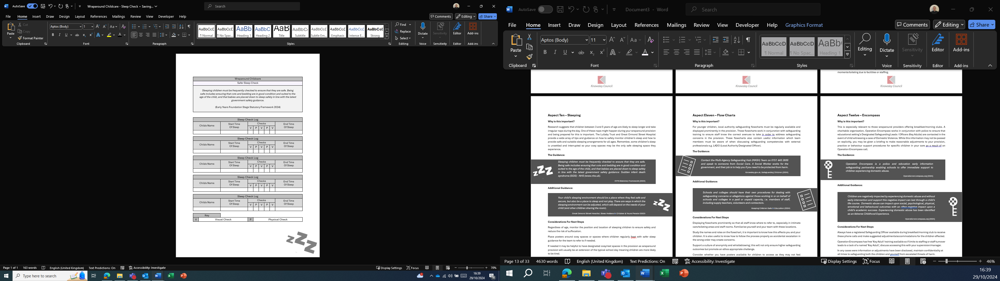 AutoSave
Wraparound Childcare - Sleep Check • Saving...
Search
File Home Insert Draw Design Layout References Mailings Review View Developer Help
Comments Editing Share
Paste
Cut
Copy
Format Painter
Aptos (Body) 1
AaBbCcD AaBbCcD AaBb AaBbC AaB AaBbCc AaBbCcD AaBbCcD AaBbCcD AaBbCcD
¶ Normal ¶ No Spac... Heading 1 Heading 2 Title Subtitle Subtle Em... Emphasis Intense E... Strong
Find
Replace
Select
Dictate Sensitivity Editor Add-ins
Clipboard Font Paragraph Styles Editing Voice Sensitivity Editor Add-ins
Wraparound Childcare
Safer Sleep Check
Sleeping children must be frequently checked to ensure that they are safe. Being
safe includes ensuring that cots and bedding are in good condition and suited to the
age of the child, and that babies are placed down to sleep safely in line with the latest
government safety guidance.
(Early Years Foundation Stage Statutory Framework 2024)
Sleep Check Log
Childs Name Start Time Of Sleep Checks End Time Of Sleep
V P V P V
Sleep Check Log
Childs Name Start Time Of Sleep Checks End Time Of Sleep
V P V P V
Sleep Check Log
Childs Name Start Time Of Sleep Checks End Time Of Sleep
V P V P V
Sleep Check Log
Childs Name Start Time Of Sleep Checks End Time Of Sleep
V P V P V
Sleep Check Log
Childs Name Start Time Of Sleep Checks End Time Of Sleep
V P V P V
Key
V Visual Check P Physical Check
zZZ
Page 1 of 1 163 words English (United Kingdom) Text Predictions: On Accessibility: Investigate
Display Settings Focus 70%
Type here to search
16:39
29/10/2024
AutoSave
Document3 - Word
Search
File Home Insert Draw Design Layout References Mailings Review View Developer Help Graphics Format
Comments Editing Share
Paste
Aptos (Body) 11
AaBbCcD AaBbCcD AaBb
¶ Normal ¶ No Spac... Heading 1
Editing Dictate Sensitivity Editor Add-ins
Clipboard Font Paragraph Styles Voice Sensitivity Editor Add-ins
moments/toileting due to facilities or staffing.
Knowsley Council
Knowsley Council
Knowsley Council
Aspect Ten – Sleeping
Why is this important?
Research suggests that children between 3 and 5 years of age are likely to sleep longer and take
irregular naps during the day. One of these naps might happen during your wraparound provision
and being prepared for this is important. The Lullaby Trust and Great Ormond Street Hospital
provide a wide array of tips and guidance on how to safely monitor children's sleep and how to
provide safe and suitable sleeping arrangements for all ages. Remember, some children's sleep
is unsettled and interrupted so your cosy spaces may be the only safe sleeping space they
experience.
The Guidance:
zZZ
Sleeping children must be frequently checked to ensure that they are safe.
Being safe includes ensuring that cots and bedding are in good condition and
suited to the age of the child, and that babies are placed down to sleep safely
in line with the latest government safety guidance: Sudden infant death
syndrome (SIDS) - NHS (www.nhs.uk).
EYFS Statutory Framework (2024)
Additional Guidance:
Your child's sleeping environment should be a place where they feel safe and
secure, but also be a place to sleep and not play. There are ways in which the
sleeping environment can be adjusted, which will depend on the needs of your
child (and other children sharing the room).
Great Ormond Street Hospital, Sleep Hygiene In Children & Young People (2022)
zZZ
Considerations For Next Steps
Regardless of age, monitor the position and location of sleeping children to ensure safety and
reduce the risk of suffocation.
Place posters around cosy spaces or spaces where children regularly with safer sleep
guidance for the team to refer to if needed.
If needed it may be helpful to have designated cosy/rest spaces in the provision as wraparound
provision will usually be an extension of the typical school day meaning children are more likely
to be tired.
Aspect Eleven – Flow Charts
Why is this important?
For younger children, local authority safeguarding flowcharts must be regularly available and
displayed prominently in the provision. These flowcharts work in conjunction with safeguarding
training to ensure staff know the correct avenues to take in order to address safeguarding
concerns in the provision. These flowcharts also contain useful information which team
members must be aware of when discussing safeguarding competencies with external
professionals e.g. LADO (Local Authority Designated Officer).
The Guidance:
Contact the Multi-Agency Safeguarding Hub (MASH) Team on 0151 443 2600
and speak to someone from Social Care. A Social Worker works for the
government, and their job is to help you if you need to be protected from harm.
Knowsley.gov.uk, Safeguarding Children (2024)
Additional Guidance:
Schools and colleges should have their own procedures for dealing with
safeguarding concerns or allegations against those working in or on behalf of
schools and colleges in a paid or unpaid capacity, i.e. members of staff,
including supply teachers, volunteers and contractors.
Keeping Children Safe In Education (2024)
Considerations For Next Steps
Displaying flowcharts prominently so that all staff know where to refer to, especially in intimate
care/toileting areas and staff rooms. Familiarise yourself and your team with these locations.
Study the names and roles on the flowchart, it is important to know how this affects you and your
children. It is also useful to know how to follow the process properly as accidental escalation in
the wrong order may create concerns.
Support a culture of anonymity and whistleblowing; this will not only ensure higher safeguarding
outcomes but promote an ethos appropriate challenge.
Consider whether you have posters available for children to access as they may not feel
Aspect Twelve – Encompass
Why is this important?
This is especially relevant to those wraparound providers offering breakfast/morning clubs. A
charitable organisation, Operation Encompass works in conjunction with police to ensure that
educational setting's Designated Safeguarding Leads / Officers (Key Adults) are contacted in the
event of child witnessing a case of Domestic Violence. While this information may not be passed
on explicitly, you may be given a briefing to make reasonable adjustments to your provision,
practice or behaviour support procedures for specific children in your care as a result of an
Operation Encompass call.
The Guidance:
Operation Encompass is a police and education early information
safeguarding partnership enabling schools to offer immediate support to
children experiencing domestic abuse.
Operationencompass.org (2024)
Additional Guidance:
Children are negatively impacted by experiencing domestic abuse and without
early intervention and support this negative impact can last through a child's
life course. Domestic abuse can impact upon social, psychological, physical,
emotional and behavioural outcomes with an often negative impact upon a
child's academic success. Experiencing domestic abuse has been identified
as an Adverse Childhood Experience.
Operationencompass.org (2024)
Considerations For Next Steps
Always have a registered Safeguarding Officer available during breakfast/morning club to receive
these phone calls and make suggested adjustments/accommodations for the children effected.
Operation Encompass has free 'Key Adult' training available so if limits to staffing or staff turnover
leads to a lack of a named 'Key Adult', discuss accessing this with your supervision/manager.
In any cases were information or adjustments have been disclosed, maintain confidentiality at
all times to safeguarding both the children and yourself from escalated threats of harm.
Page 13 of 33 4630 words English (United Kingdom) Text Predictions: On Accessibility: Investigate
Display Settings Focus 46%
16:39
29/10/2024